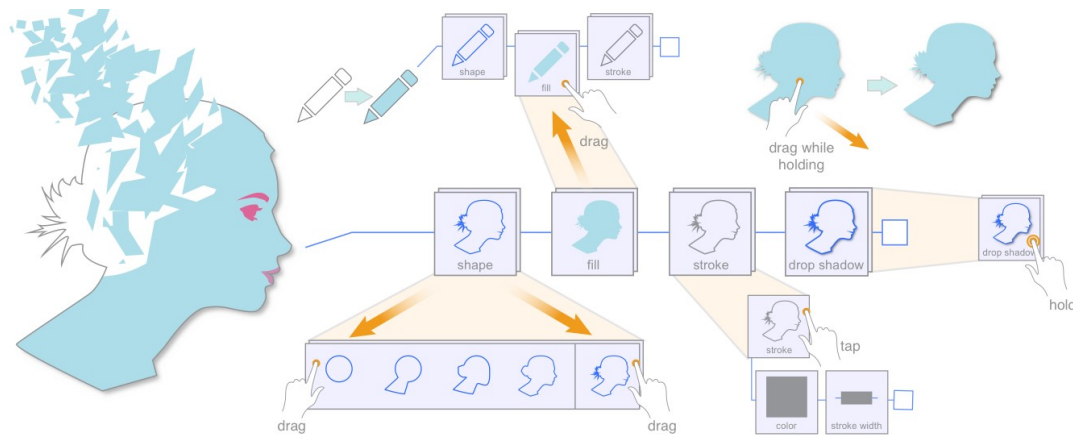 shape
fill
stroke
drag
drag while
holding
shape
fill
stroke
drop shadow
drop shadow
hold
stroke
tap
drag
drag
color
stroke width